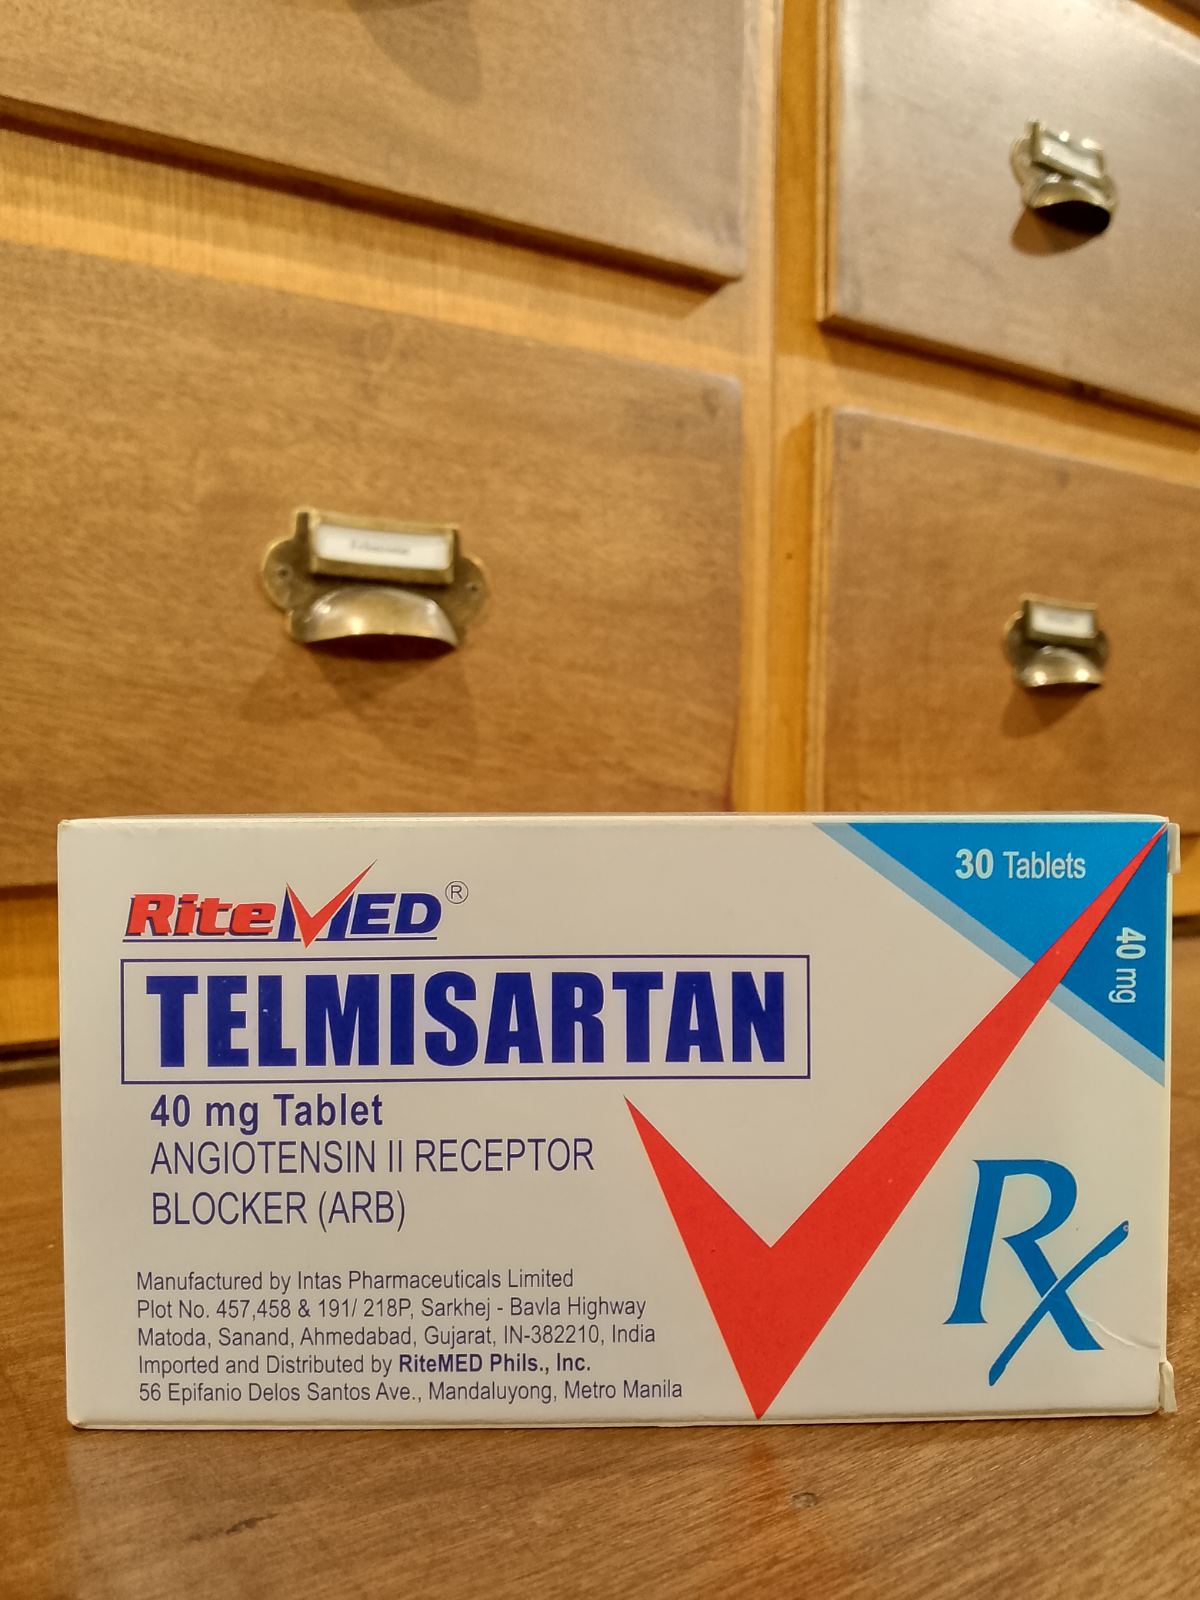 30 Tablets
40 mg
RiteMED®
TELMISARTAN
40 mg Tablet
ANGIOTENSIN II RECEPTOR
BLOCKER (ARB)
Manufactured by Intas Pharmaceuticals Limited
Plot No. 457,458 & 191/ 218P, Sarkhej - Bavla Highway
Matoda, Sanand, Ahmedabad, Gujarat, IN-382210, India
Imported and Distributed by RiteMED Phils., Inc.
56 Epifanio Delos Santos Ave., Mandaluyong, Metro Manila
Rx